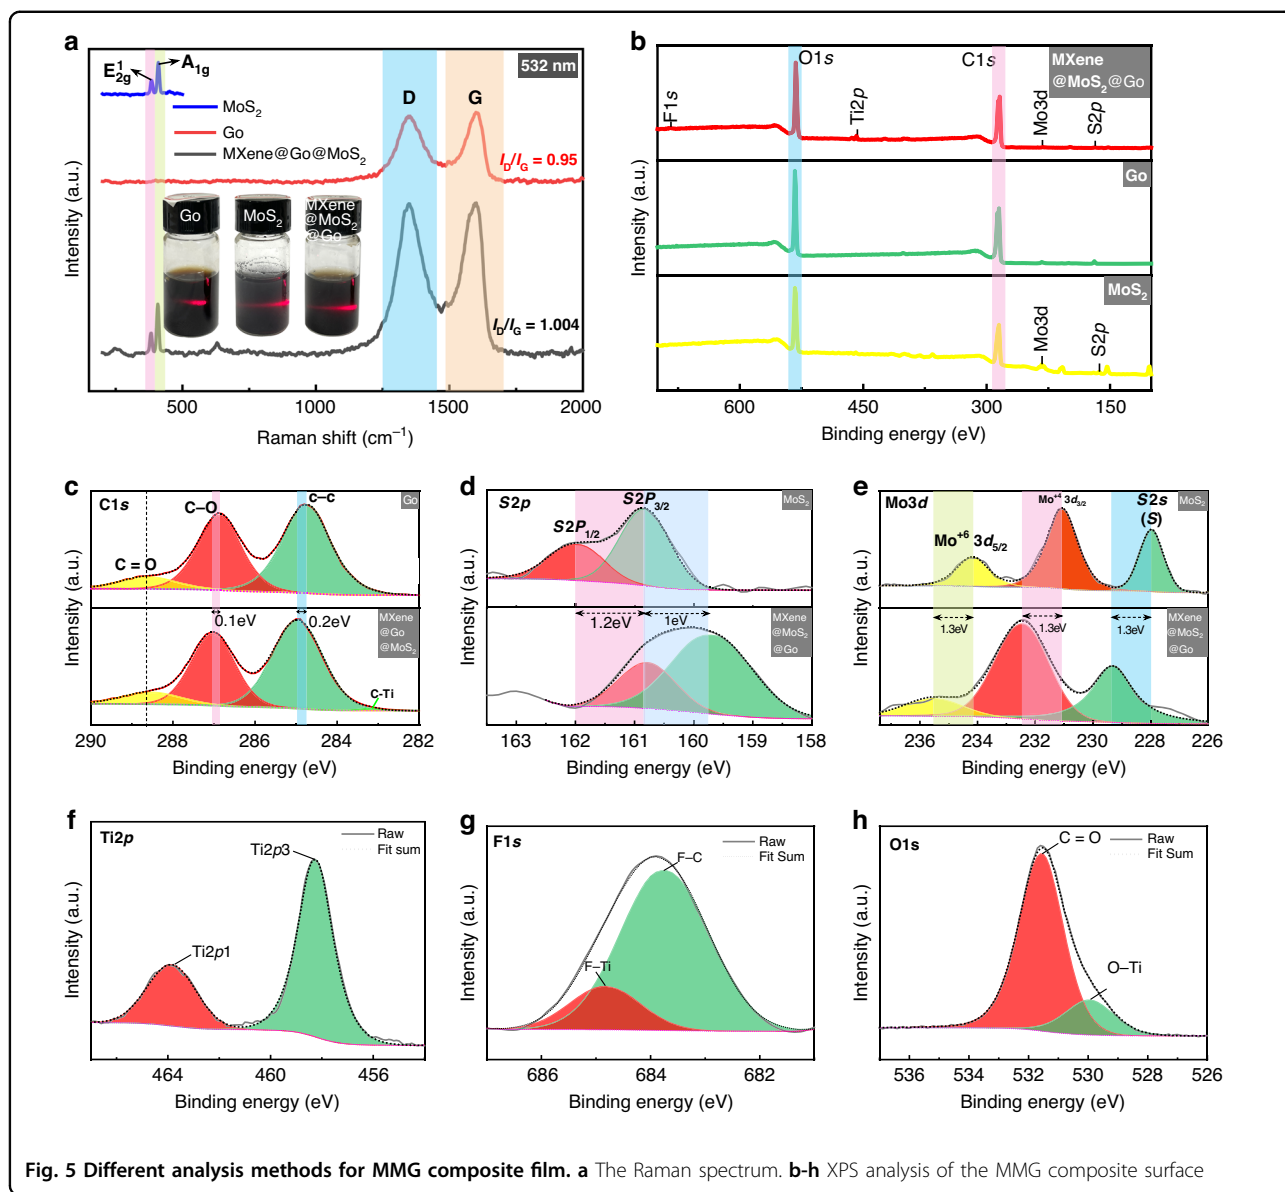 a
E¹₂g
A₁g
532 nm
MoS₂
Go
MXene@Go@MoS₂
D
G
I_D/I_G = 0.95
Go
MoS₂
MXene
@MoS₂
@Go
I_D/I_G = 1.004
Intensity (a.u.)
500
1000
1500
2000
Raman shift (cm⁻¹)
b
O1s
C1s
MXene
@MoS₂@Go
F1s
Ti2p
Mo3d
S2p
Go
MoS₂
Mo3d
S2p
Intensity (a.u.)
600
450
300
150
Binding energy (eV)
c
C1s
Go
C–O
c–c
C = O
0.1eV
0.2eV
MXene
@Go
@MoS₂
C-Ti
Intensity (a.u.)
290
288
286
284
282
Binding energy (eV)
d
S2p
MoS₂
S2P₁/₂
S2P₃/₂
1.2eV
1eV
MXene
@MoS₂
@Go
Intensity (a.u.)
163
162
161
160
159
158
Binding energy (eV)
e
Mo3d
MoS₂
Mo⁺⁴ 3d₃/₂
S2s
(S)
Mo⁺⁶ 3d₅/₂
1.3eV
1.3eV
1.3eV
MXene
@MoS₂
@Go
Intensity (a.u.)
236
234
232
230
228
226
Binding energy (eV)
f
Ti2p
Raw
Fit sum
Ti2p3
Ti2p1
Intensity (a.u.)
464
460
456
Binding energy (eV)
g
F1s
Raw
Fit Sum
F–C
F–Ti
Intensity (a.u.)
686
684
682
Binding energy (eV)
h
O1s
C = O
Raw
Fit Sum
O–Ti
Intensity (a.u.)
536
534
532
530
528
526
Binding energy (eV)
Fig. 5 Different analysis methods for MMG composite film. a The Raman spectrum. b-h XPS analysis of the MMG composite surface